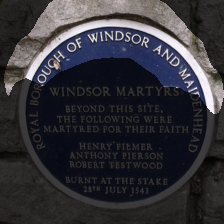 ROYAL BOROUGH OF WINDSOR AND MAIDENHEAD
WINDSOR MARTYRS
BEYOND THIS SITE,
THE FOLLOWING WERE
MARTYRED FOR THEIR FAITH
HENRY FILMER
ANTHONY PIERSON
ROBERT TESTWOOD
BURNT AT THE STAKE
28TH JULY 1543